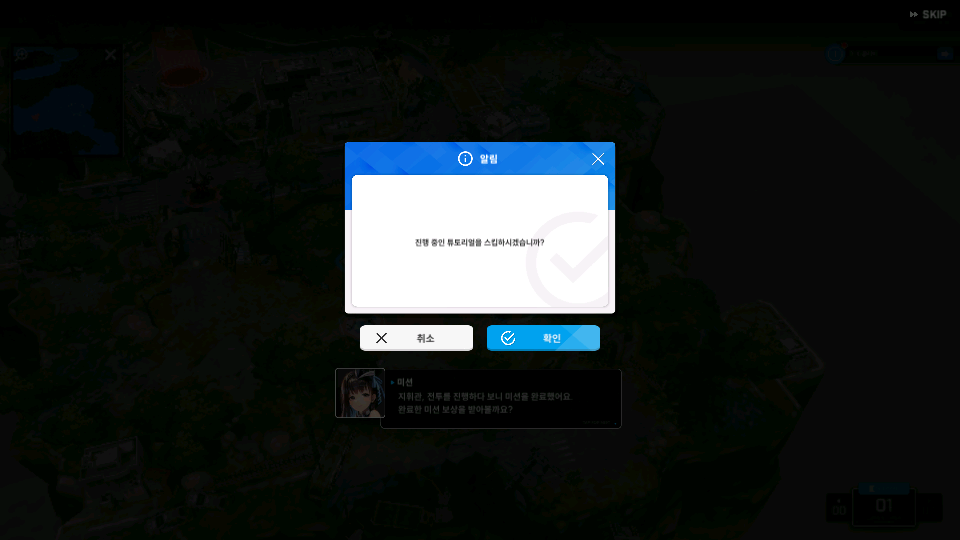 SKIP
알림
진행 중인 튜토리얼을 스킵하시겠습니까?
취소
확인
미션
지휘관, 전투를 진행하다 보니 미션을 완료했어요.
완료한 미션 보상을 받아볼까요?
01